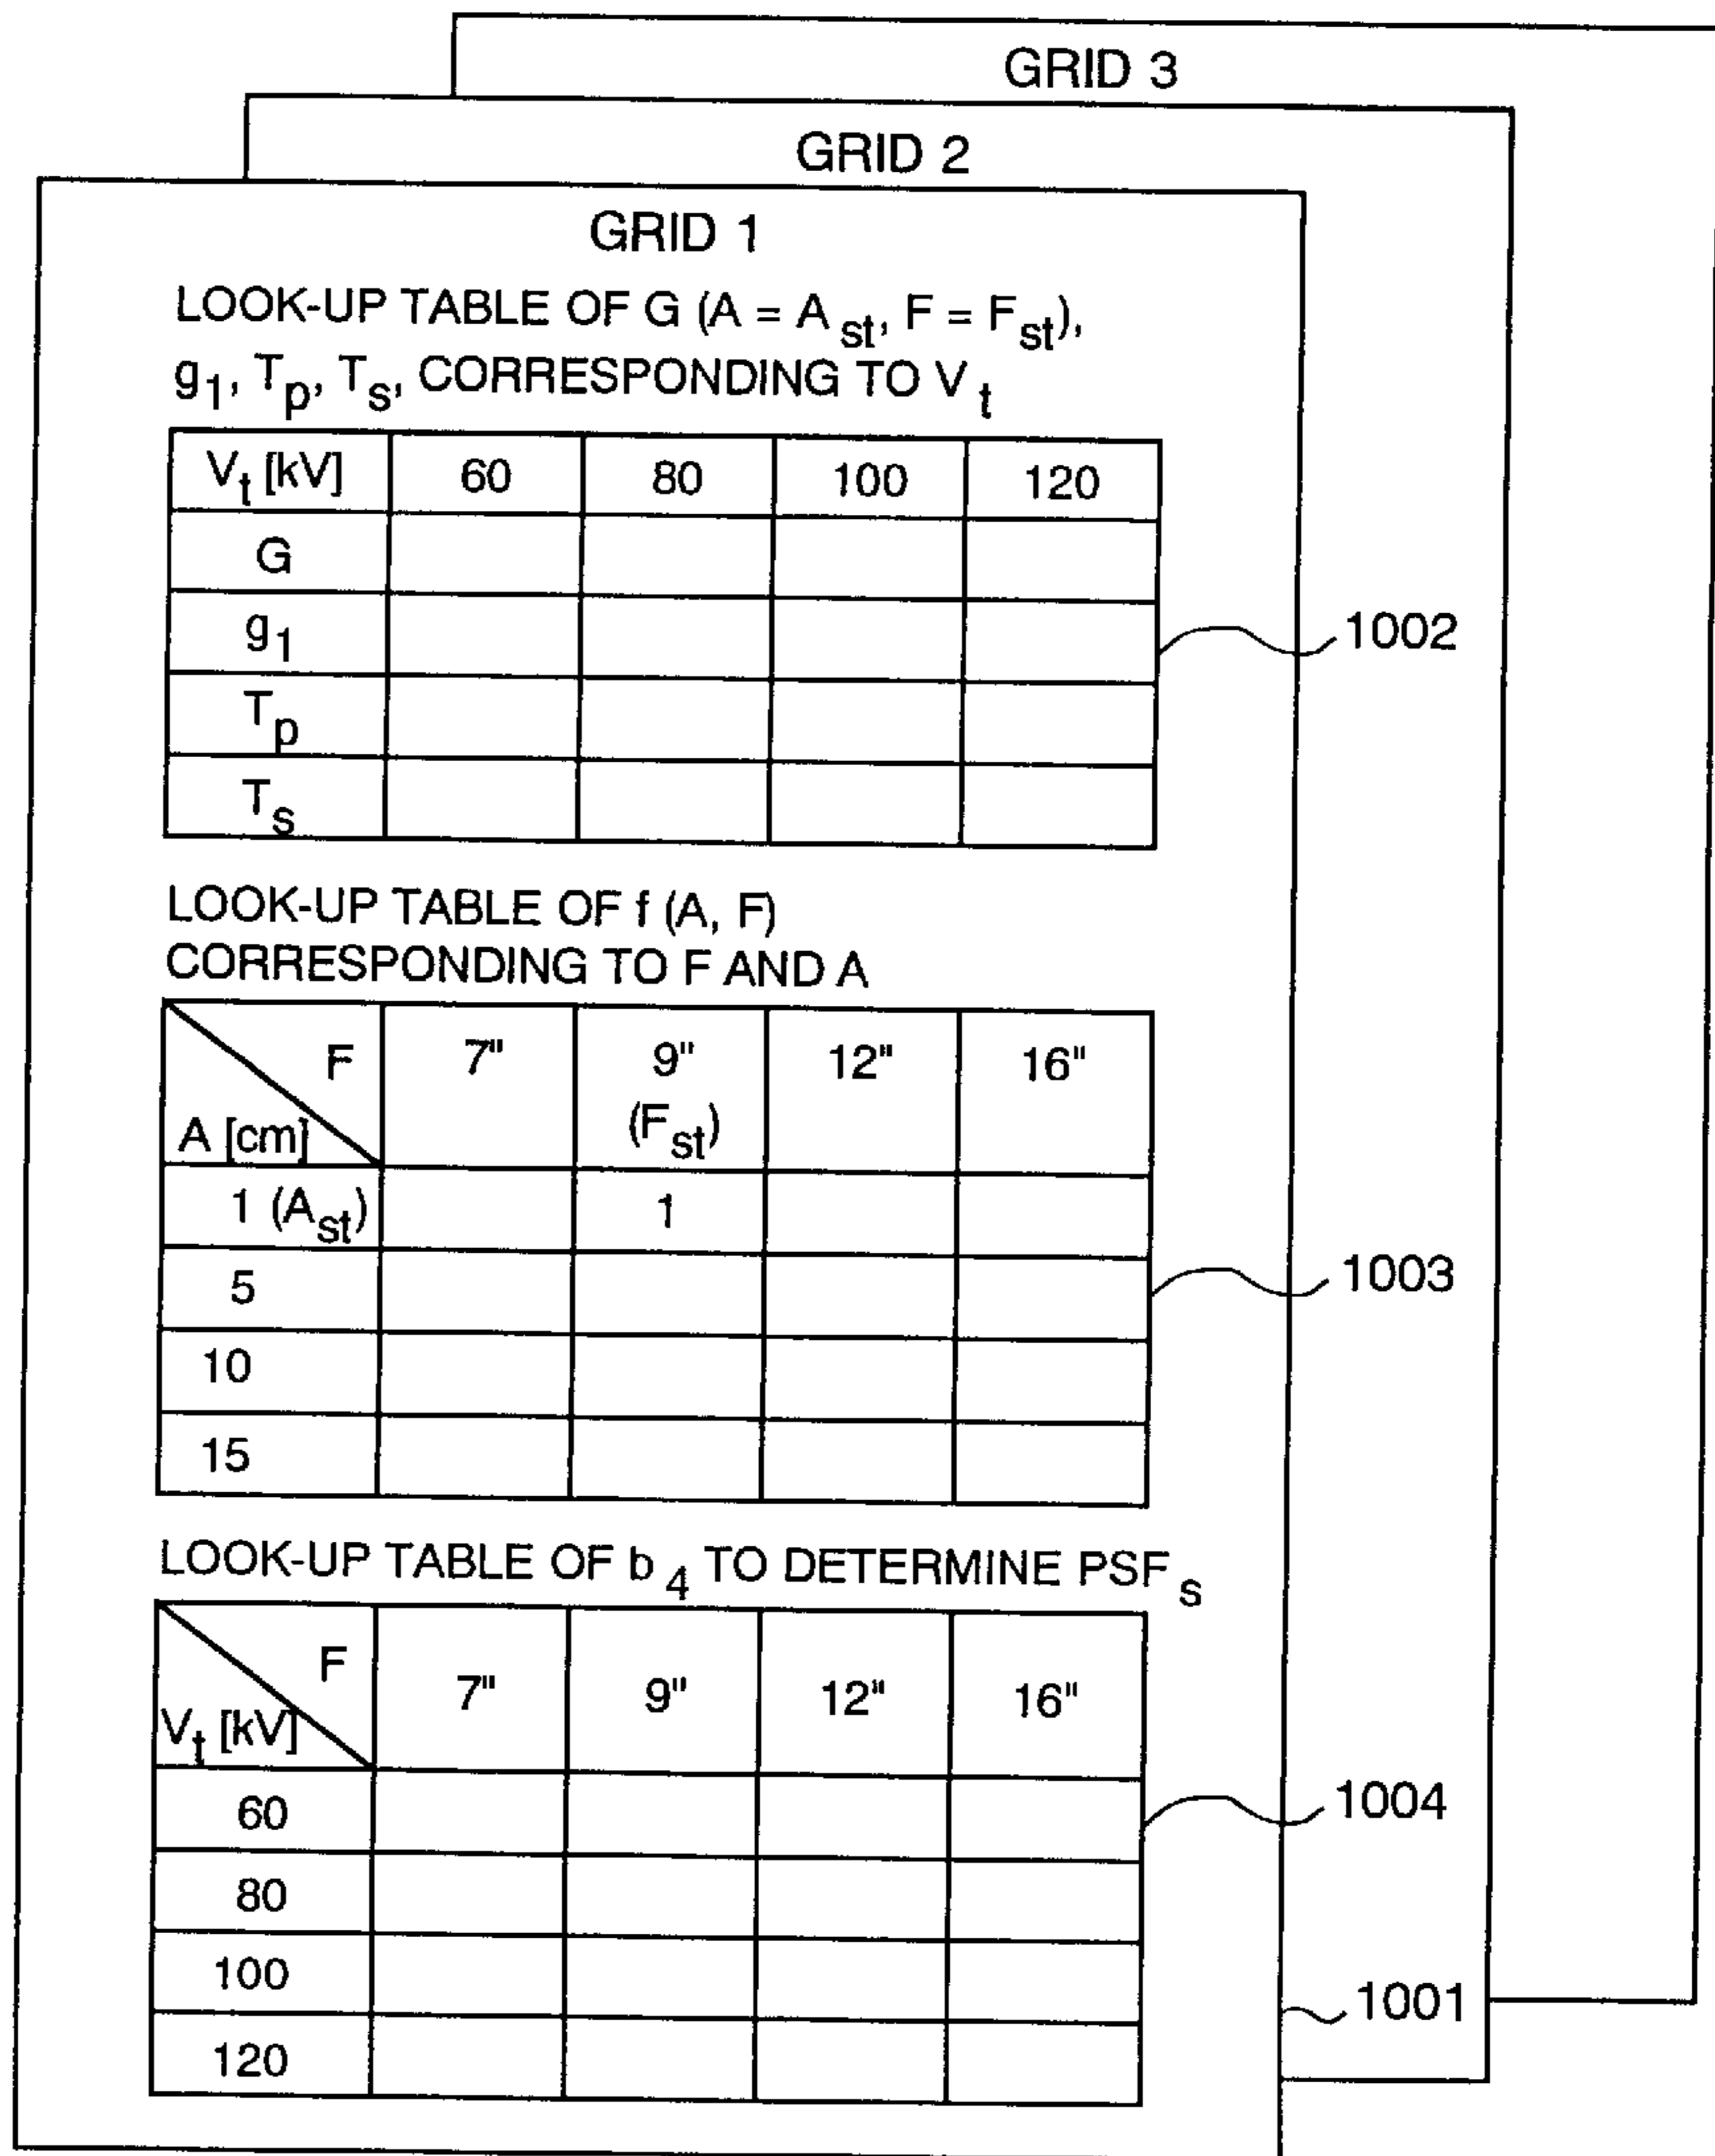 GRID 3
GRID 2
GRID 1
LOOK-UP TABLE OF G (A = A st, F = F st),
g1, Tp, Ts, CORRESPONDING TO V t
Vt [kV] 60 80 100 120
G
g1
1002
Tp
Ts
LOOK-UP TABLE OF f (A, F)
CORRESPONDING TO F AND A
F 7" 9" 12" 16"
A [cm] (Fst)
1 (Ast) 1
5
1003
10
15
LOOK-UP TABLE OF b 4 TO DETERMINE PSF s
F 7" 9" 12" 16"
Vt [kV]
60
1004
80
100
1001
120